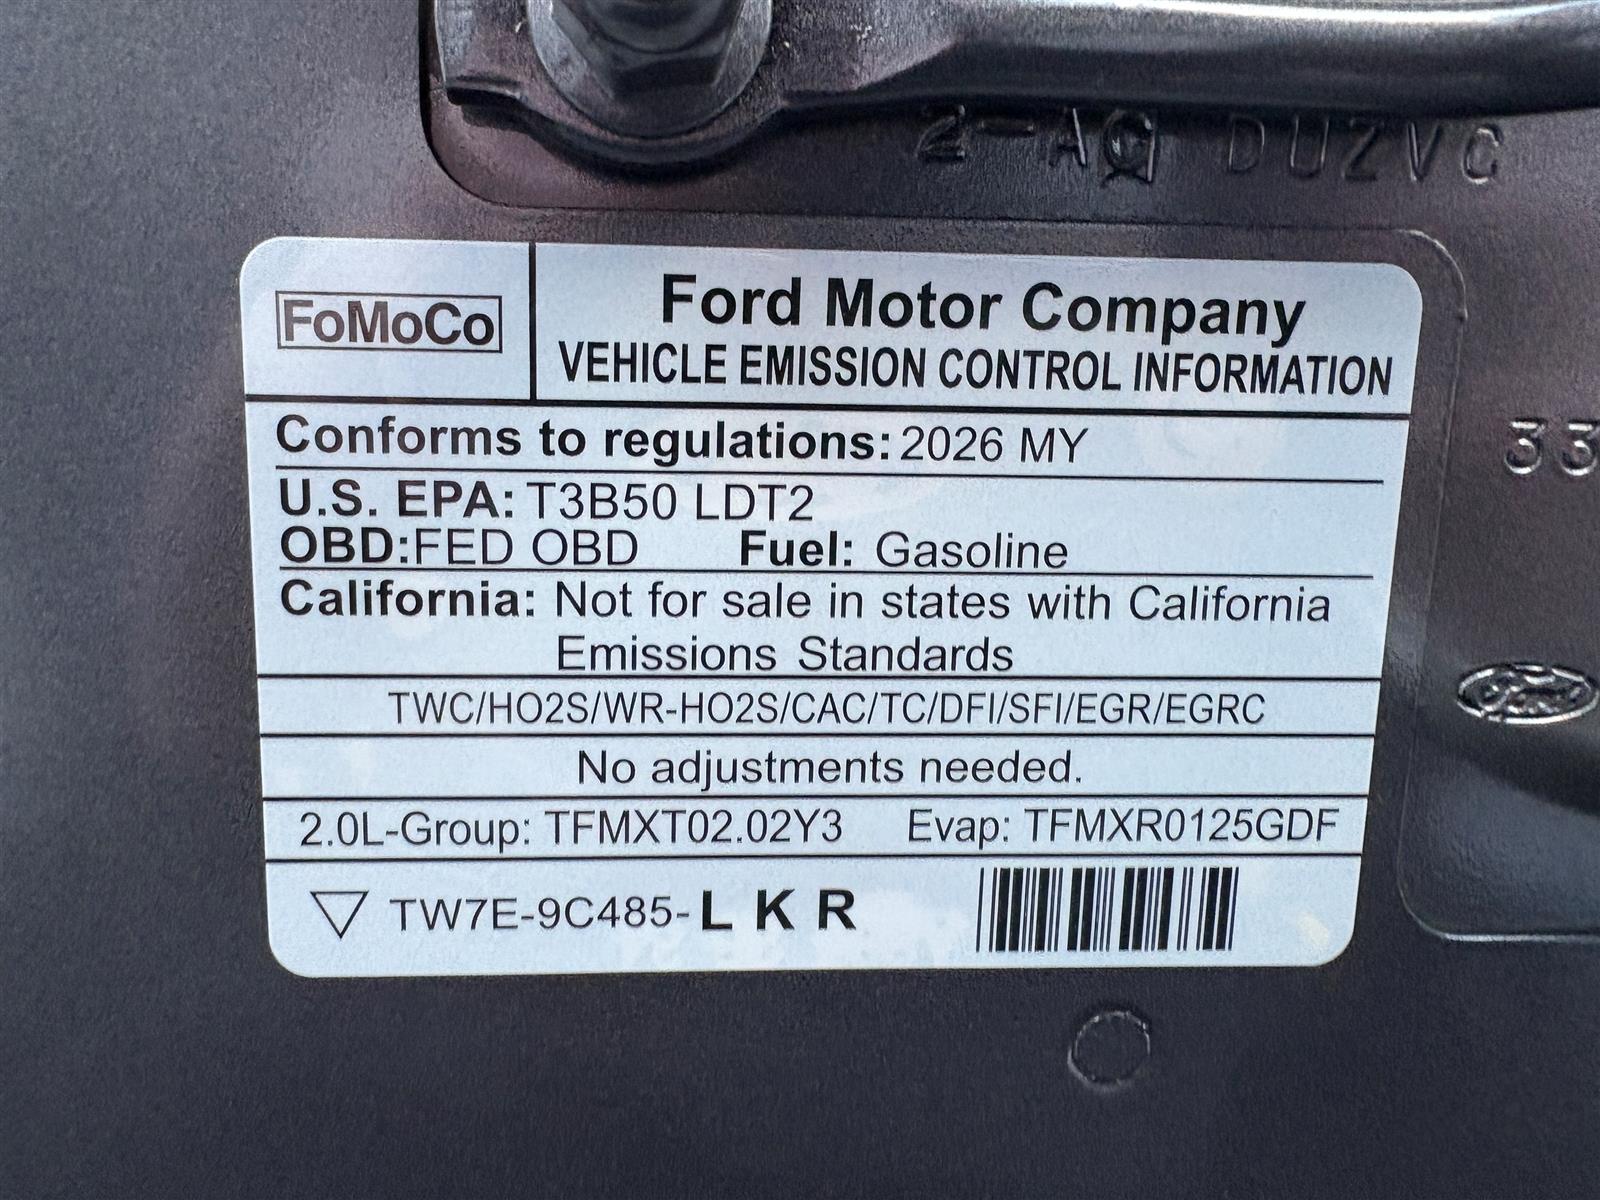 2-AQ DUZVC
FoMoCo
Ford Motor Company
VEHICLE EMISSION CONTROL INFORMATION
Conforms to regulations: 2026 MY
U.S. EPA: T3B50 LDT2
OBD:FED OBD Fuel: Gasoline
California: Not for sale in states with California
Emissions Standards
TWC/HO2S/WR-HO2S/CAC/TC/DFI/SFI/EGR/EGRC
No adjustments needed.
2.0L-Group: TFMXT02.02Y3 Evap: TFMXR0125GDF
TW7E-9C485-L K R
33
Ford